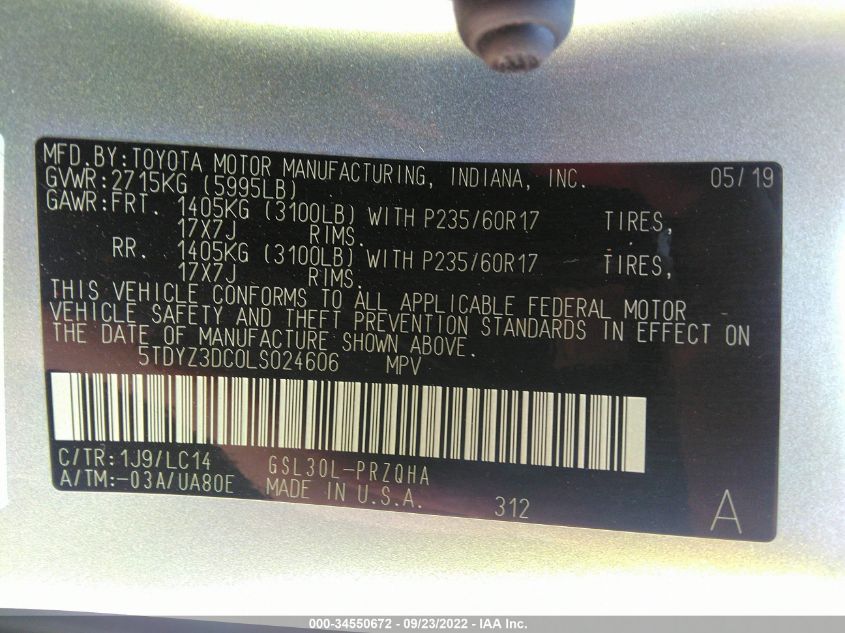 MFD.BY:TOYOTA MOTOR MANUFACTURING, INDIANA, INC. 05/19
GVWR:2715KG (5995LB)
GAWR:FRT. 1405KG (3100LB) WITH P235/60R17 TIRES,
17X7J RIMS.
RR. 1405KG (3100LB) WITH P235/60R17 TIRES,
17X7J RIMS.
THIS VEHICLE CONFORMS TO ALL APPLICABLE FEDERAL MOTOR
VEHICLE SAFETY AND THEFT PREVENTION STANDARDS IN EFFECT ON
THE DATE OF MANUFACTURE SHOWN ABOVE.
5TDYZ3DC0LS024606 MPV
C/TR:1J9/LC14 GSL30L-PRZQHA
A/TM:-03A/UA80E MADE IN U.S.A. 312 A
000-34550672 - 09/23/2022 - IAA Inc.